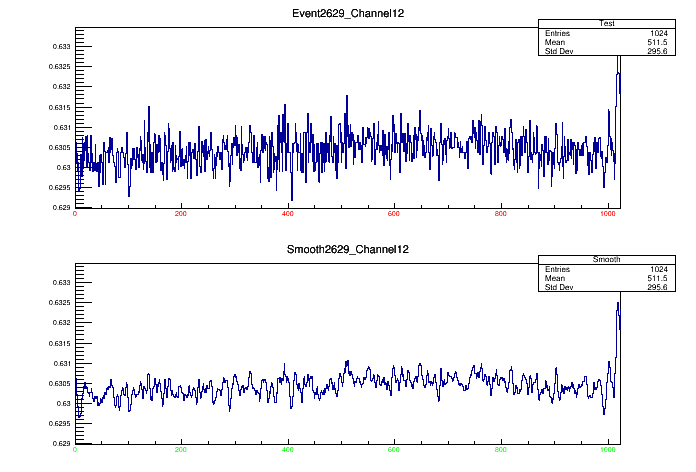 Event2629_Channel12
Test
Entries 1024
Mean 511.5
Std Dev 295.6
0.633
0.6325
0.632
0.6315
0.631
0.6305
0.63
0.6295
0.629
0 200 400 600 800 1000
Smooth2629_Channel12
Smooth
Entries 1024
Mean 511.5
Std Dev 295.6
0.633
0.6325
0.632
0.6315
0.631
0.6305
0.63
0.6295
0.629
0 200 400 600 800 1000